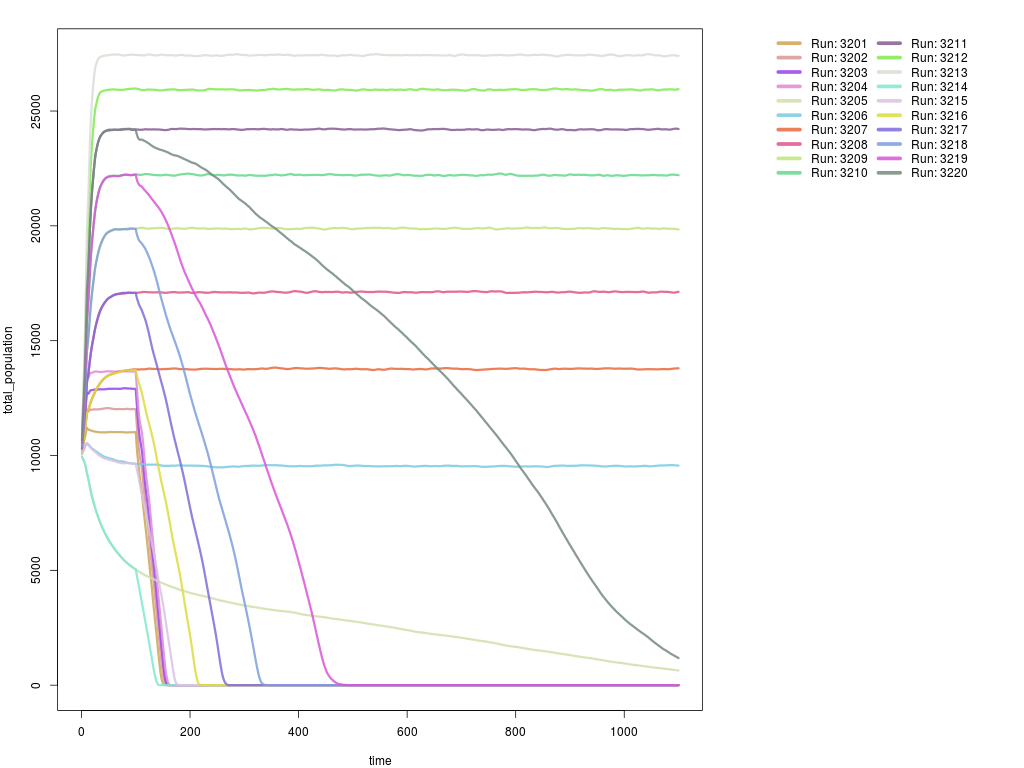 Run: 3201 Run: 3211
Run: 3202 Run: 3212
Run: 3203 Run: 3213
Run: 3204 Run: 3214
Run: 3205 Run: 3215
Run: 3206 Run: 3216
Run: 3207 Run: 3217
Run: 3208 Run: 3218
Run: 3209 Run: 3219
Run: 3210 Run: 3220
total_population
25000
20000
15000
10000
5000
0
0 200 400 600 800 1000
time